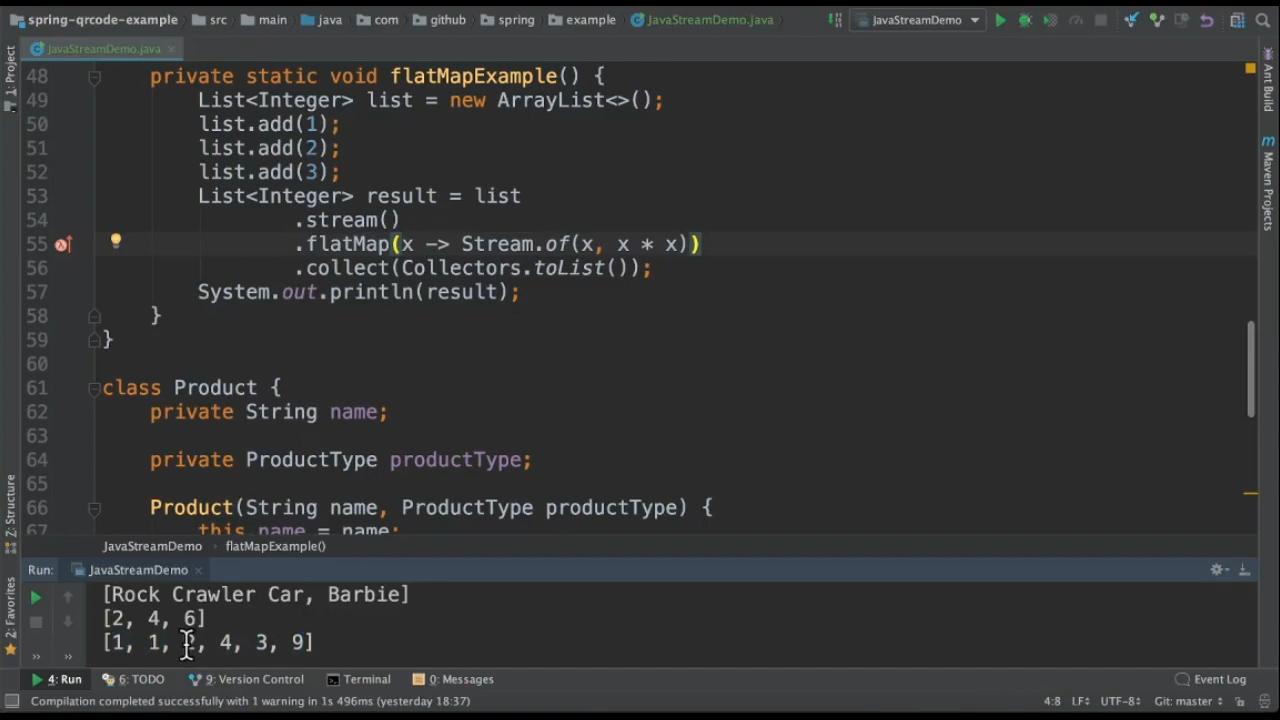 spring-qrcode-example src main java com github spring example JavaStreamDemo JavaStreamDemo
JavaStreamDemo.java
48 private static void flatMapExample() {
49 List<Integer> list = new ArrayList<>();
50 list.add(1);
51 list.add(2);
52 list.add(3);
53 List<Integer> result = list
54 .stream()
55 .flatMap(x -> Stream.of(x, x * x))
56 .collect(Collectors.toList());
57 System.out.println(result);
58 }
59 }
60
61 class Product {
62 private String name;
63
64 private ProductType productType;
65
66 Product(String name, ProductType productType) {
67 this.name = name;
JavaStreamDemo › flatMapExample()
Run: JavaStreamDemo
[Rock Crawler Car, Barbie]
[2, 4, 6]
[1, 1, 2, 4, 3, 9]
4: Run 6: TODO 9: Version Control Terminal 0: Messages Event Log
Compilation completed successfully with 1 warning in 1s 496ms (yesterday 18:37) 4:8 LF UTF-8 Git: master
1: Project
Z: Structure
2: Favorites
Ant Build
m Maven Projects